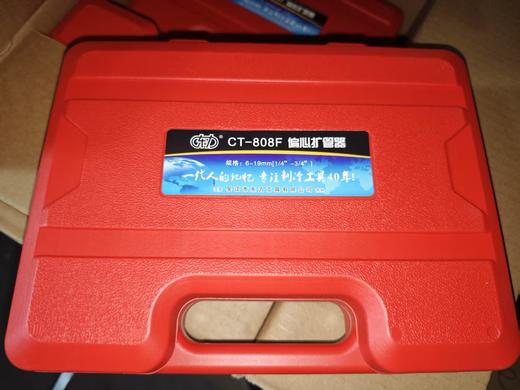 CT-808F 偏心扩管器
规格：6-19mm[1/4"-3/4"]
一代人的记忆 专注制冷工具40年！